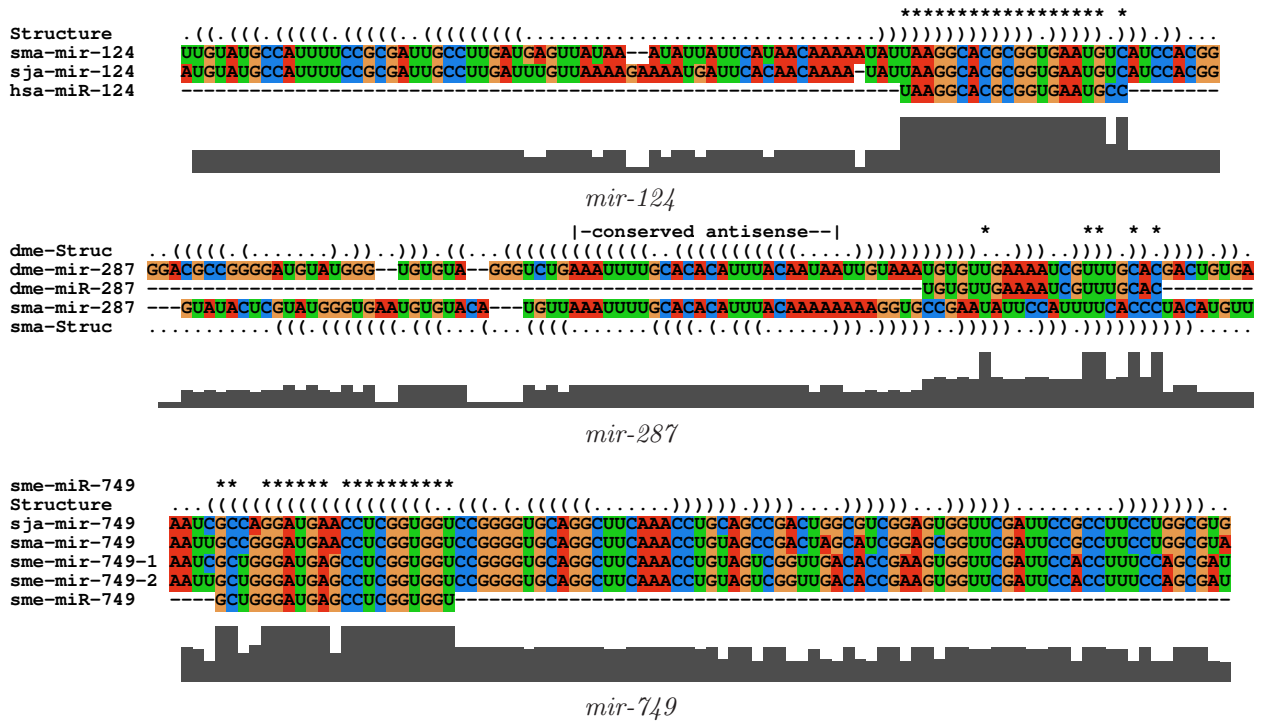 ****************** *
Structure .((.(((.(((((.(((((..(((((((((...............................)))))))))))))).))))).)))..))...
sma-mir-124 UUGUAUGCCAUUUUCCGCGAUUGCCUUGAUGAGUUAUAA--AUAUUAUUCAUAACAAAAAUAUUAAGGCACGCGGUGAAUGUCAUCCACGG
sja-mir-124 AUGUAUGCCAUUUUCCGCGAUUGCCUUGAUUUGUUAAAAGAAAAUGAUUCACAACAAAA-UAUUAAGGCACGCGGUGAAUGUCAUCCACGG
hsa-miR-124 ---------------------------------------------------------------UAAGGCACGCGGUGAAUGCC--------
mir-124
|-conserved antisense--| * ** * *
dme-Struc ..(((((.(.......).))..))).((..(((((((((((((..(((((((((((((.....)))))))))))..)))..))))..))..)))).))..
dme-mir-287 GGACGCCGGGGAUGUAUGGG--UGUGUA--GGGUCUGAAAUUUUGCACACAUUUACAAUAAUUGUAAAUGUGUUGAAAAUCGUUUGCACGACUGUGA
dme-miR-287 --------------------------------------------------------------------UGUGUUGAAAAUCGUUUGCAC--------
sma-mir-287 ---GUAUACUCGUAUGGGUGAAUGUGUACA---UGUUAAAUUUUGCACACAUUUACAAAAAAAAGGUGCCGAAUAUUCCAUUUUCACCCUACAUGUU
sma-Struc ...........(((.(((((((.(((...(...((((.......((((.(.(((......))).).)))))..)))))...))).)))))))))).....
mir-287
sme-miR-749 ** ****** **********
Structure ...((((((((((((((((((((((.(((.(.((((((.......)))))).))))....))))))..)))))).........)))))))))..
sja-mir-749 AAUCGCCAGGAUGAACCUCGGUGGUCCGGGGUGCAGGCUUCAAACCUGCAGCCGACUGGCGUCGGAGUGGUUCGAUUCCGCCUUCCUGGCGUG
sma-mir-749 AAUUGCCGGGAUGAACCUCGGUGGUCCGGGGUGCAGGCUUCAAACCUGUAGCCGACUAGCAUCGGAGCGGUUCGAUUCCGCCUUCCUGGCGUA
sme-mir-749-1 AAUCGCUGGGAUGAGCCUCGGUGGUCCGGGGUGCAGGCUUCAAACCUGUAGUCGGUUGACACCGAAGUGGUUCGAUUCCACCUUCCAGCGAU
sme-mir-749-2 AAUUGCUGGGAUGAGCCUCGGUGGUCCGGGGUGCAGGCUUCAAACCUGUAGUCGGUUGACACCGAAGUGGUUCGAUUCCACCUUUCCAGCGAU
sme-miR-749 ----GCUGGGAUGAGCCUCGGUGGU--------------------------------------------------------------------
mir-749